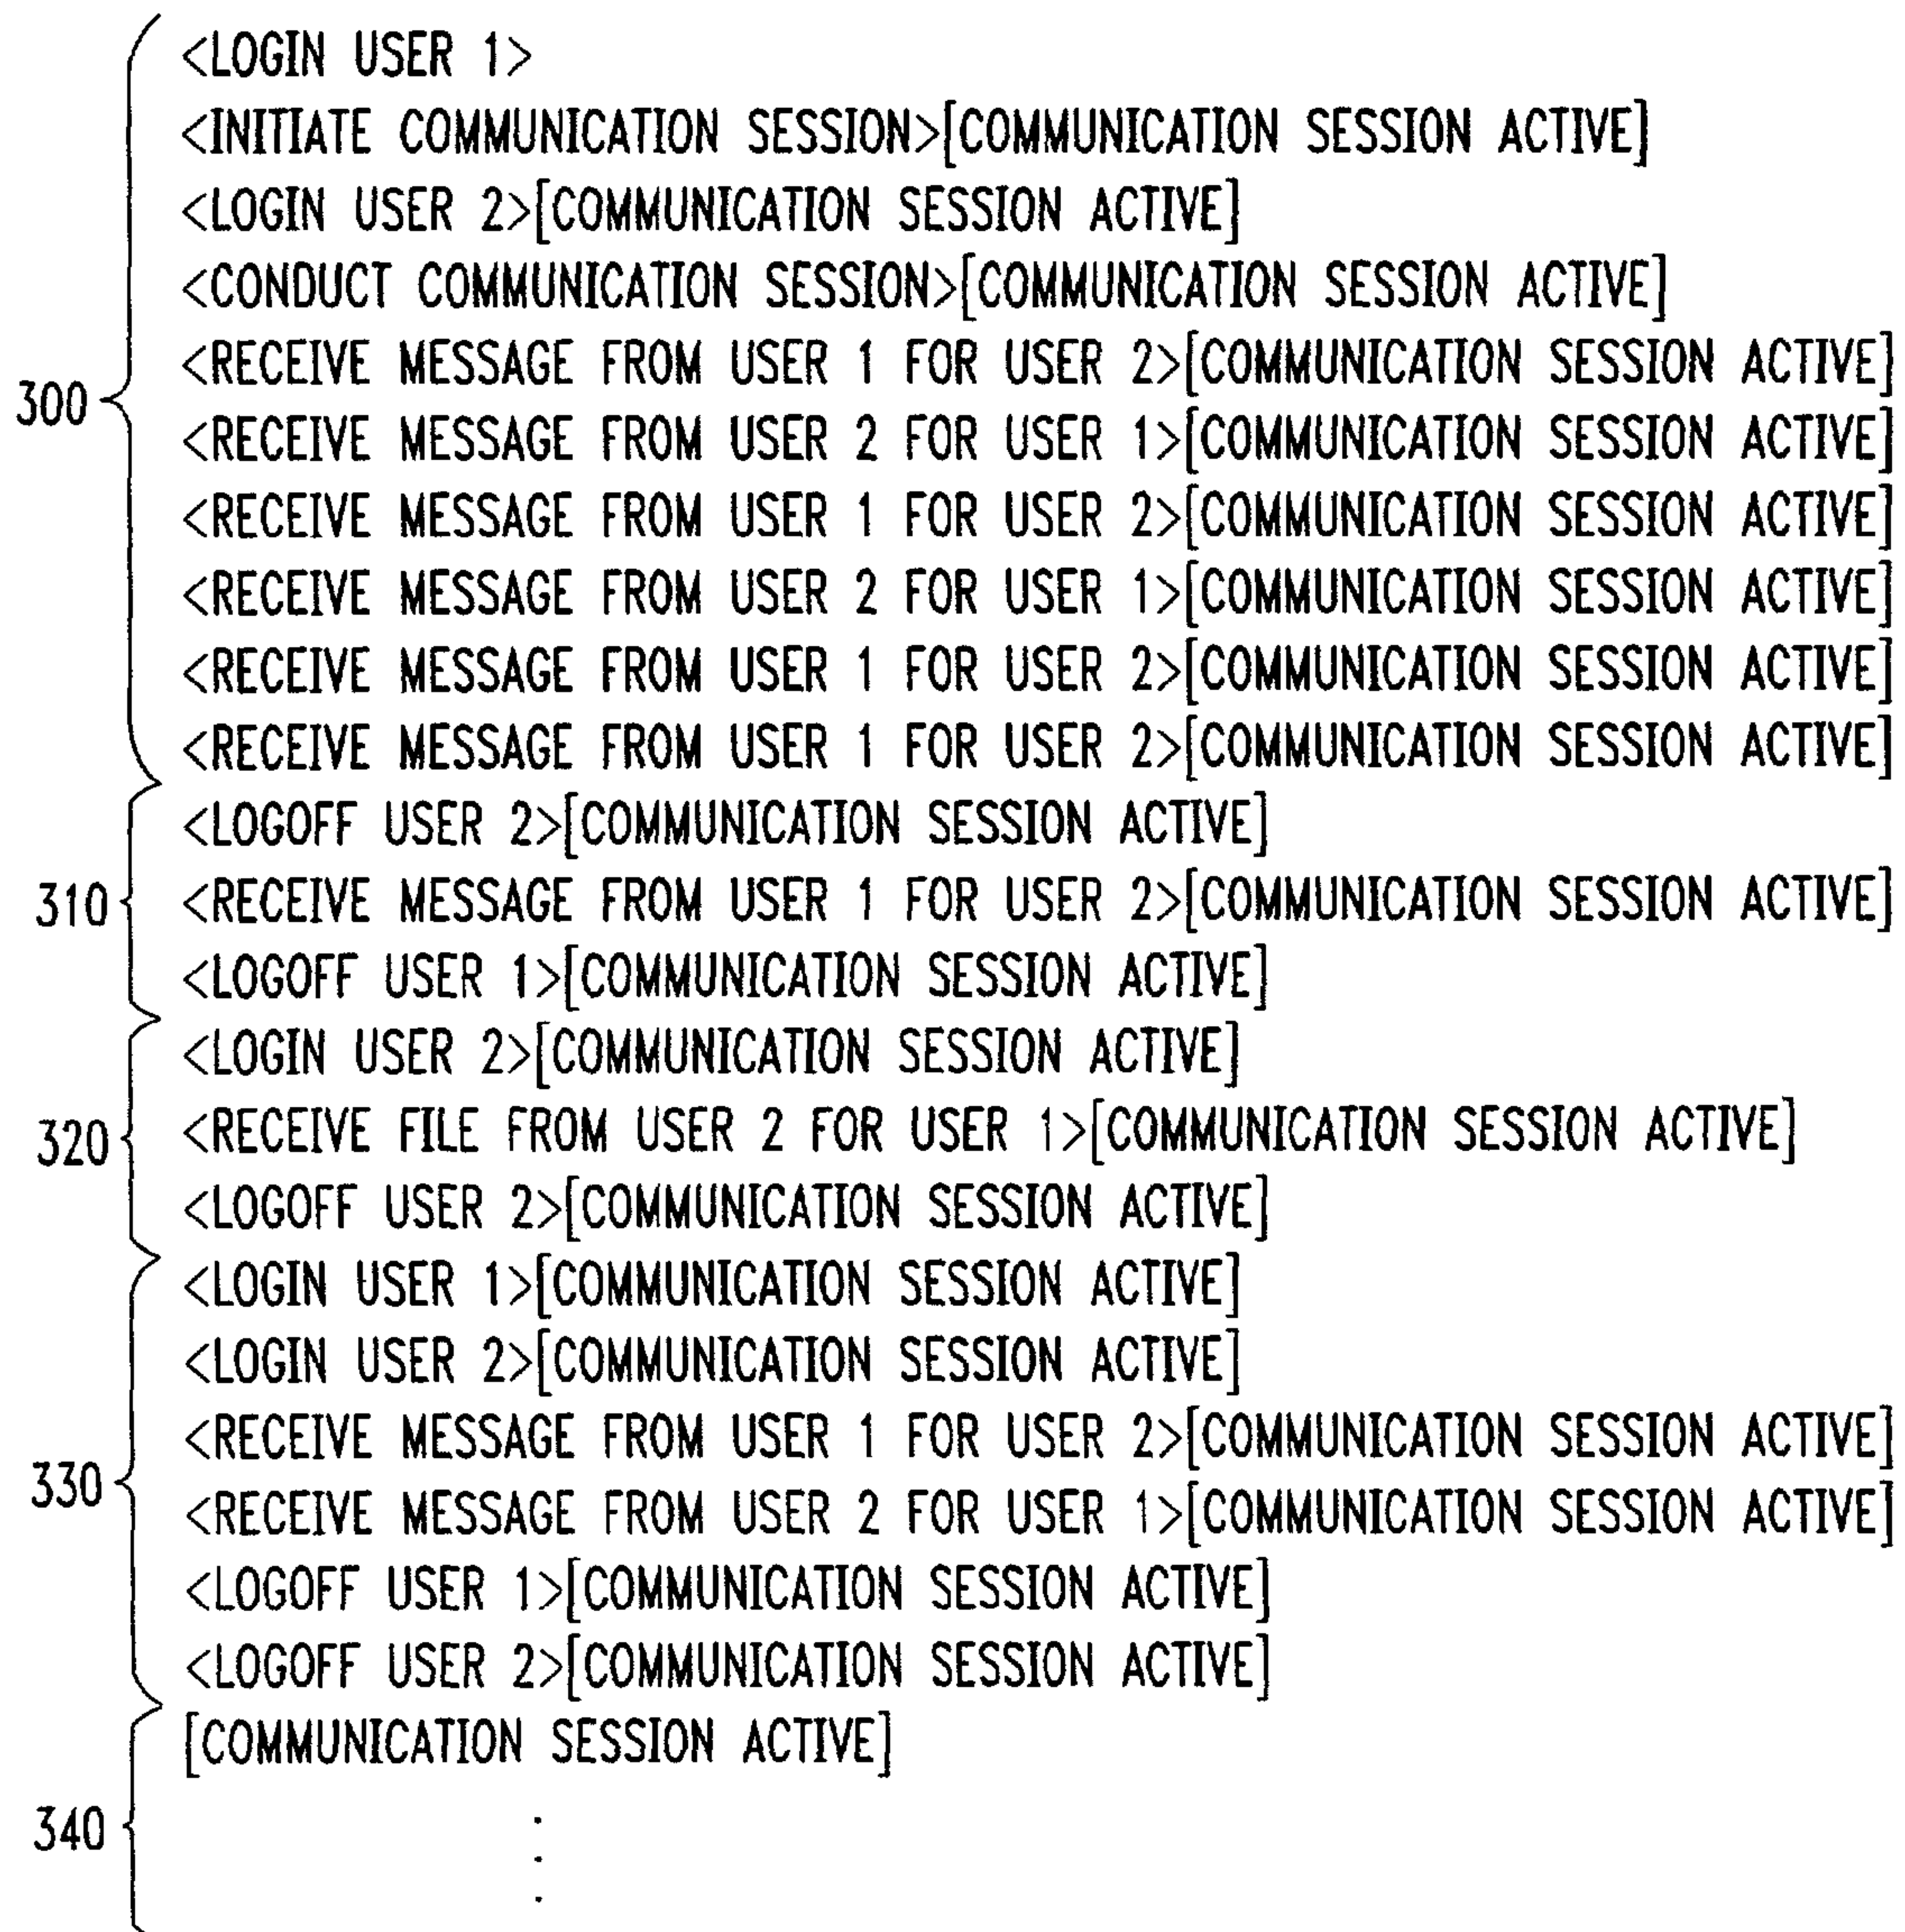 <LOGIN USER 1>
<INITIATE COMMUNICATION SESSION>[COMMUNICATION SESSION ACTIVE]
<LOGIN USER 2>[COMMUNICATION SESSION ACTIVE]
<CONDUCT COMMUNICATION SESSION>[COMMUNICATION SESSION ACTIVE]
<RECEIVE MESSAGE FROM USER 1 FOR USER 2>[COMMUNICATION SESSION ACTIVE]
300
<RECEIVE MESSAGE FROM USER 2 FOR USER 1>[COMMUNICATION SESSION ACTIVE]
<RECEIVE MESSAGE FROM USER 1 FOR USER 2>[COMMUNICATION SESSION ACTIVE]
<RECEIVE MESSAGE FROM USER 2 FOR USER 1>[COMMUNICATION SESSION ACTIVE]
<RECEIVE MESSAGE FROM USER 1 FOR USER 2>[COMMUNICATION SESSION ACTIVE]
<RECEIVE MESSAGE FROM USER 1 FOR USER 2>[COMMUNICATION SESSION ACTIVE]
<LOGOFF USER 2>[COMMUNICATION SESSION ACTIVE]
310 <RECEIVE MESSAGE FROM USER 1 FOR USER 2>[COMMUNICATION SESSION ACTIVE]
<LOGOFF USER 1>[COMMUNICATION SESSION ACTIVE]
<LOGIN USER 2>[COMMUNICATION SESSION ACTIVE]
320 <RECEIVE FILE FROM USER 2 FOR USER 1>[COMMUNICATION SESSION ACTIVE]
<LOGOFF USER 2>[COMMUNICATION SESSION ACTIVE]
<LOGIN USER 1>[COMMUNICATION SESSION ACTIVE]
<LOGIN USER 2>[COMMUNICATION SESSION ACTIVE]
<RECEIVE MESSAGE FROM USER 1 FOR USER 2>[COMMUNICATION SESSION ACTIVE]
330
<RECEIVE MESSAGE FROM USER 2 FOR USER 1>[COMMUNICATION SESSION ACTIVE]
<LOGOFF USER 1>[COMMUNICATION SESSION ACTIVE]
<LOGOFF USER 2>[COMMUNICATION SESSION ACTIVE]
[COMMUNICATION SESSION ACTIVE]
340
.
.
.